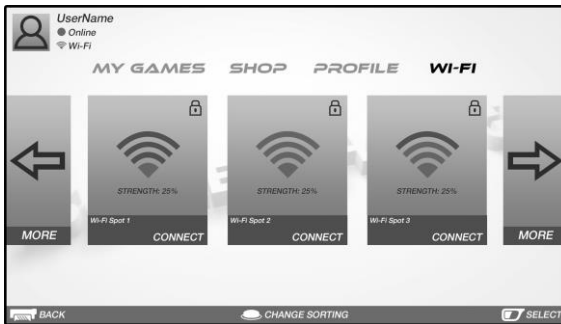 UserName
Online
Wi-Fi
MY GAMES SHOP PROFILE WI-FI
STRENGTH: 25% STRENGTH: 25% STRENGTH: 25%
Wi-Fi Spot 1 Wi-Fi Spot 2 Wi-Fi Spot 3
MORE CONNECT CONNECT CONNECT MORE
BACK CHANGE SORTING SELECT